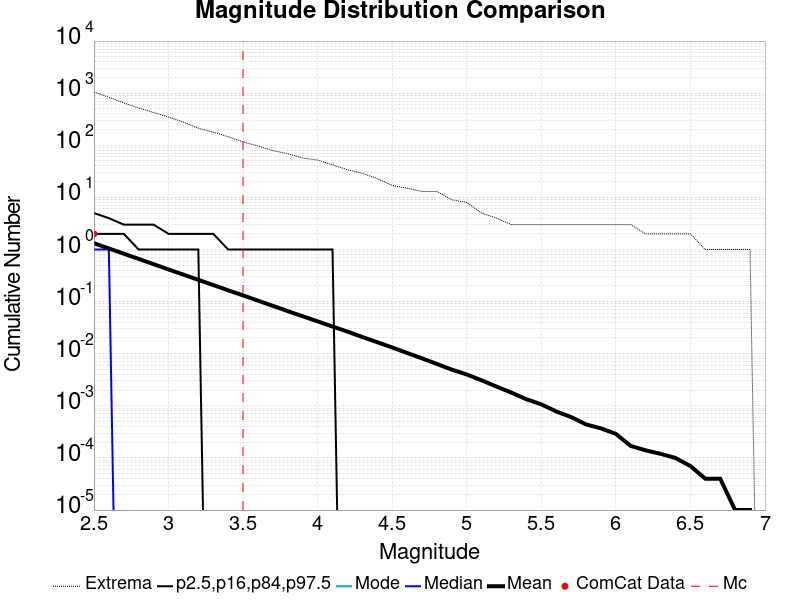 Magnitude Distribution Comparison
10^4
10^3
10^2
10^1
10^0
10^-1
10^-2
10^-3
10^-4
10^-5
Cumulative Number
2.5 3 3.5 4 4.5 5 5.5 6 6.5 7
Magnitude
Extrema p2.5,p16,p84,p97.5 Mode Median Mean ComCat Data Mc